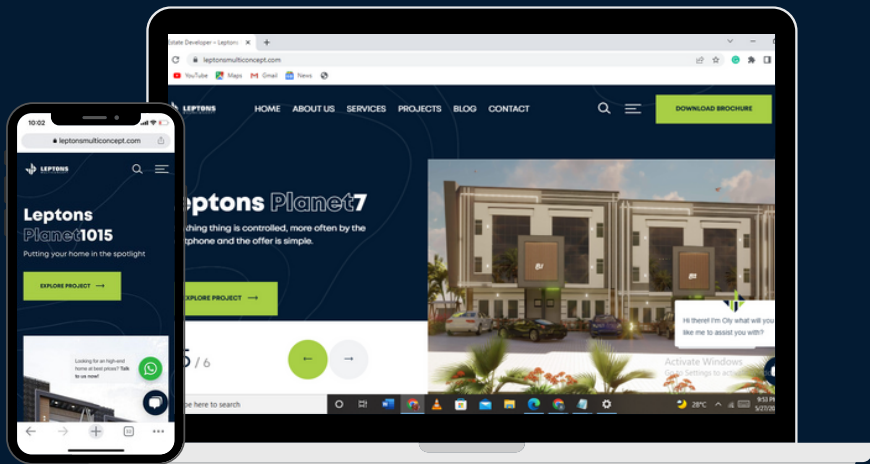 Estate Developer - Leptons
leptonsmulticoncept.com
YouTube Maps Gmail News
LEPTONS HOME ABOUT US SERVICES PROJECTS BLOG CONTACT DOWNLOAD BROCHURE
eptons Planet7
thing thing is controlled, more often by the
tphone and the offer is simple.
EXPLORE PROJECT →
5 / 6
← →
B1
B2
Hi there! I'm Oly what will you
like me to assist you with?
Activate Windows
Go to Settings to
pe here to search
28°C
9:53
10:02
leptonsmulticoncept.com
LEPTONS
Leptons
Planet1015
Putting your home in the spotlight
EXPLORE PROJECT →
Looking for an high-end
home at best prices? Talk
to us now!